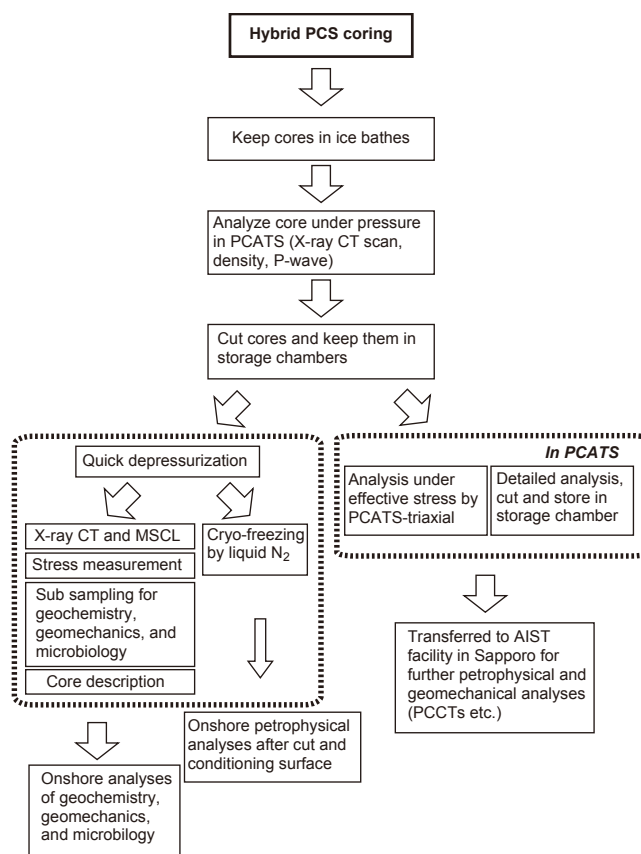 Hybrid PCS coring
Keep cores in ice bathes
Analyze core under pressure
in PCATS (X-ray CT scan,
density, P-wave)
Cut cores and keep them in
storage chambers
Quick depressurization
X-ray CT and MSCL
Stress measurement
Sub sampling for
geochemistry,
geomechanics, and
microbiology
Core description
Cryo-freezing
by liquid N2
Onshore petrophysical
analyses after cut and
conditioning surface
Onshore analyses
of geochemistry,
geomechanics,
and microbilogy
In PCATS
Analysis under
effective stress by
PCATS-triaxial
Detailed analysis,
cut and store in
storage chamber
Transferred to AIST
facility in Sapporo for
further petrophysical and
geomechanical analyses
(PCCTs etc.)